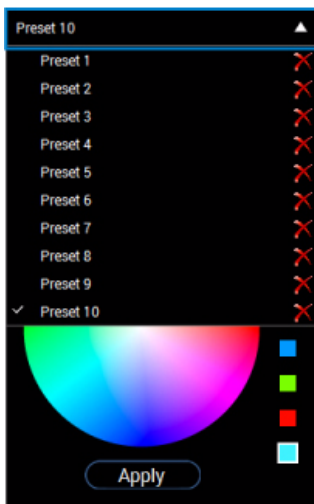 Preset 10
Preset 1
Preset 2
Preset 3
Preset 4
Preset 5
Preset 6
Preset 7
Preset 8
Preset 9
Preset 10
Apply